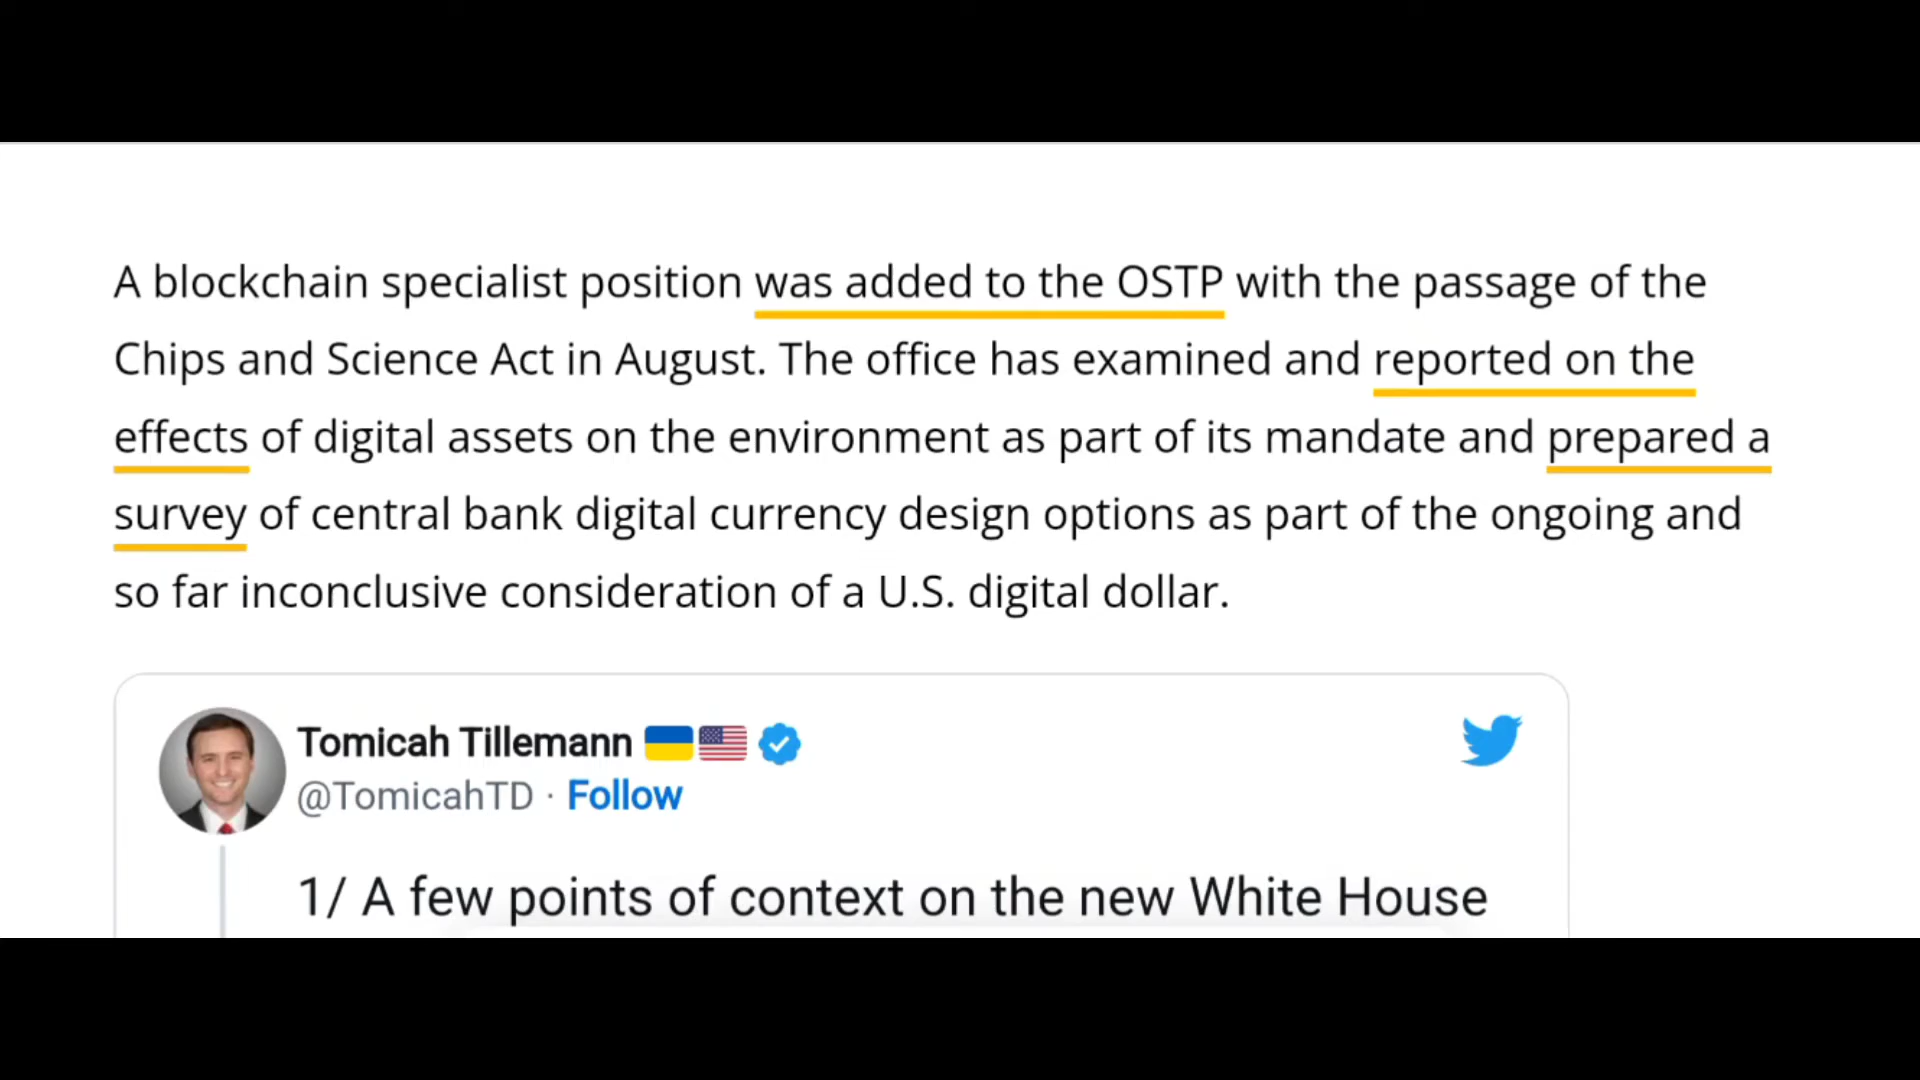 A blockchain specialist position was added to the OSTP with the passage of the
Chips and Science Act in August. The office has examined and reported on the
effects of digital assets on the environment as part of its mandate and prepared a
survey of central bank digital currency design options as part of the ongoing and
so far inconclusive consideration of a U.S. digital dollar.
Tomicah Tillemann 🇺🇦🇺🇸
@TomicahTD · Follow
1/ A few points of context on the new White House